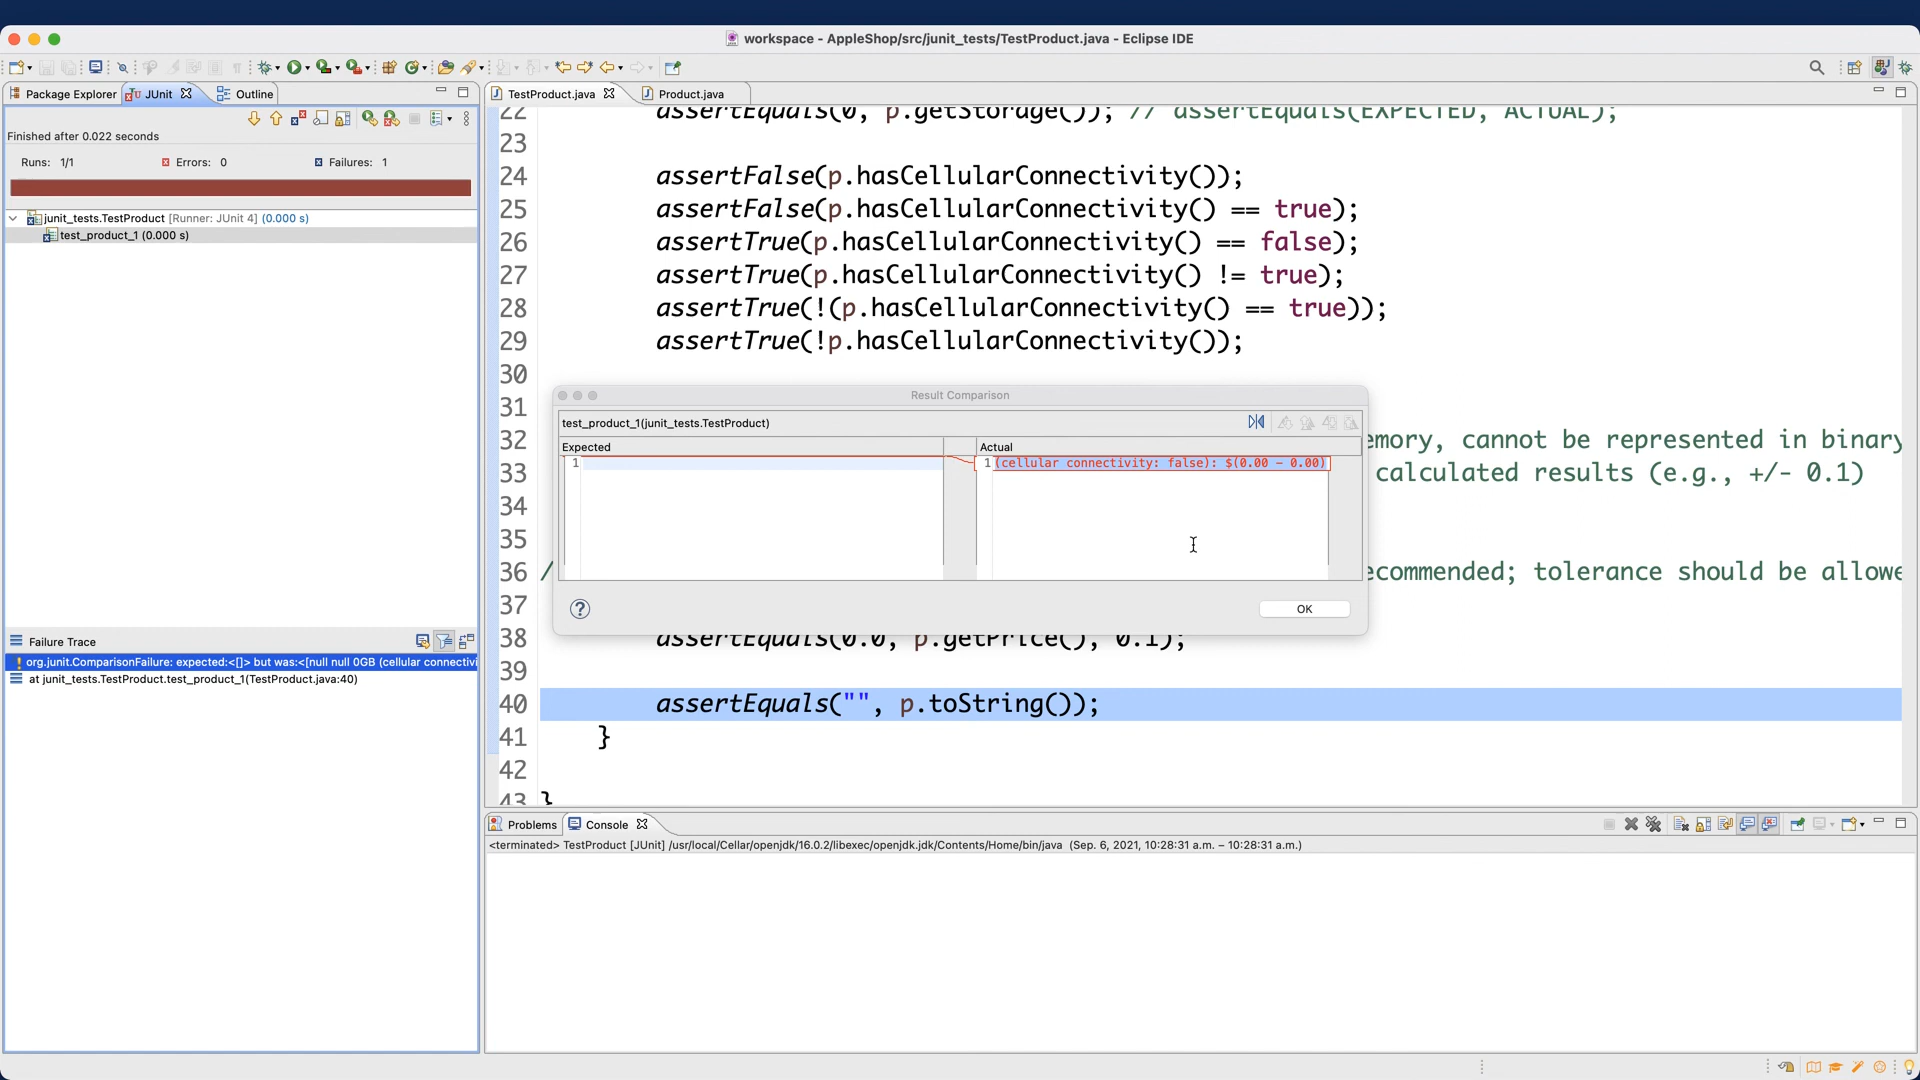 workspace - AppleShop/src/junit_tests/TestProduct.java - Eclipse IDE
Package Explorer
JUnit
Outline
Finished after 0.022 seconds
Runs: 1/1
Errors: 0
Failures: 1
junit_tests.TestProduct [Runner: JUnit 4] (0.000 s)
test_product_1 (0.000 s)
Failure Trace
org.junit.ComparisonFailure: expected:<[]> but was:<[null null 0GB (cellular connectivi
at junit_tests.TestProduct.test_product_1(TestProduct.java:40)
TestProduct.java
Product.java
22 assertEquals(0, p.getStorage()); // assertEquals(EXPECTED, ACTUAL);
23
24 assertFalse(p.hasCellularConnectivity());
25 assertFalse(p.hasCellularConnectivity() == true);
26 assertTrue(p.hasCellularConnectivity() == false);
27 assertTrue(p.hasCellularConnectivity() != true);
28 assertTrue(!(p.hasCellularConnectivity() == true));
29 assertTrue(!p.hasCellularConnectivity());
30
31
32 emory, cannot be represented in binary
33 calculated results (e.g., +/- 0.1)
34
35
36 / ecommended; tolerance should be allowe
37
38 assertEquals(0.0, p.getPrice(), 0.1);
39
40 assertEquals("", p.toString());
41 }
42
43 }
Result Comparison
test_product_1(junit_tests.TestProduct)
Expected
Actual
1
1 (cellular connectivity: false): $(0.00 - 0.00)
?
OK
Problems
Console
<terminated> TestProduct [JUnit] /usr/local/Cellar/openjdk/16.0.2/libexec/openjdk.jdk/Contents/Home/bin/java (Sep. 6, 2021, 10:28:31 a.m. – 10:28:31 a.m.)